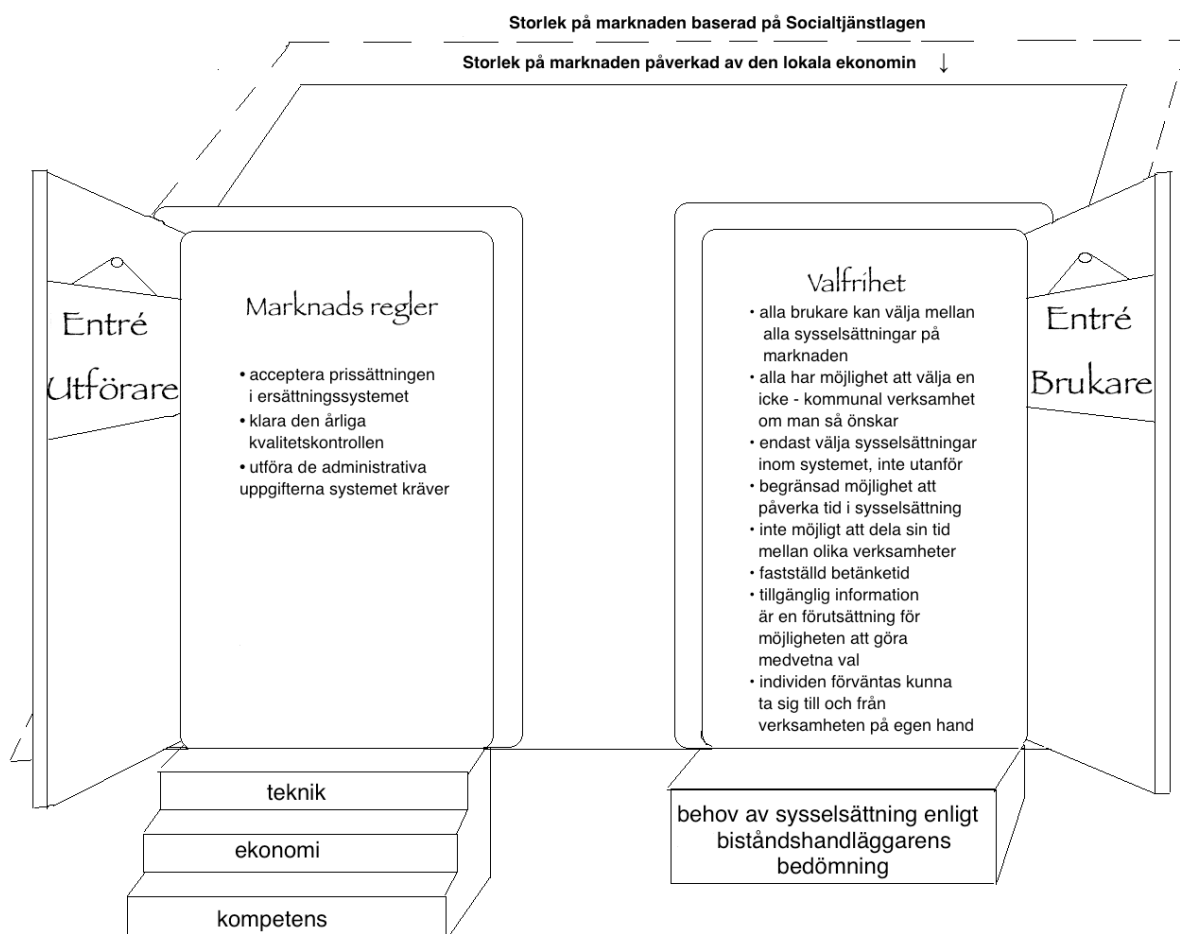 Storlek på marknaden baserad på Socialtjänstlagen
Storlek på marknaden påverkad av den lokala ekonomin ↓
Entré
Utförare
Marknads regler
• acceptera prissättningen
i ersättningssystemet
• klara den årliga
kvalitetskontrollen
• utföra de administrativa
uppgifterna systemet kräver
teknik
ekonomi
kompetens
Valfrihet
• alla brukare kan välja mellan
alla sysselsättningar på
marknaden
• alla har möjlighet att välja en
icke - kommunal verksamhet
om man så önskar
• endast välja sysselsättningar
inom systemet, inte utanför
• begränsad möjlighet att
påverka tid i sysselsättning
• inte möjligt att dela sin tid
mellan olika verksamheter
• fastställd betänketid
• tillgänglig information
är en förutsättning för
möjligheten att göra
medvetna val
• individen förväntas kunna
ta sig till och från
verksamheten på egen hand
Entré
Brukare
behov av sysselsättning enligt
biståndshandläggarens
bedömning